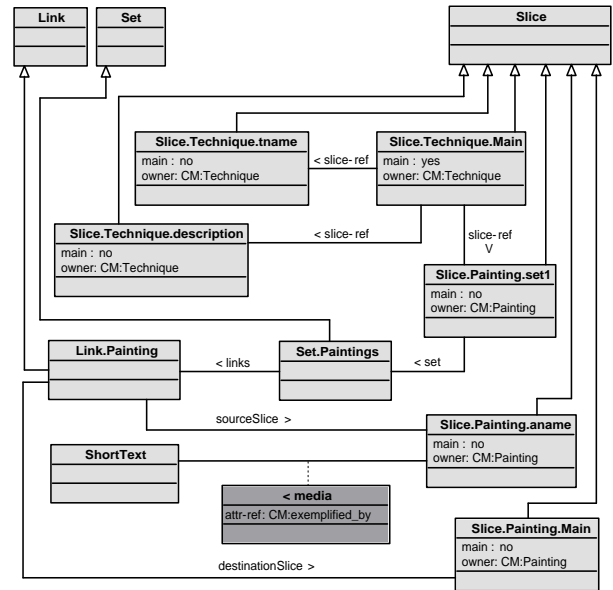 Link
Set
Slice
Slice.Technique.tname
main : no
owner: CM:Technique
< slice-ref
Slice.Technique.Main
main : yes
owner: CM:Technique
Slice.Technique.description
main : no
owner: CM:Technique
< slice-ref
slice-ref
V
Slice.Painting.set1
main : no
owner: CM:Painting
Link.Painting
< links
Set.Paintings
< set
sourceSlice >
Slice.Painting.aname
main : no
owner: CM:Painting
ShortText
< media
attr-ref: CM:exemplified_by
Slice.Painting.Main
main : no
owner: CM:Painting
destinationSlice >